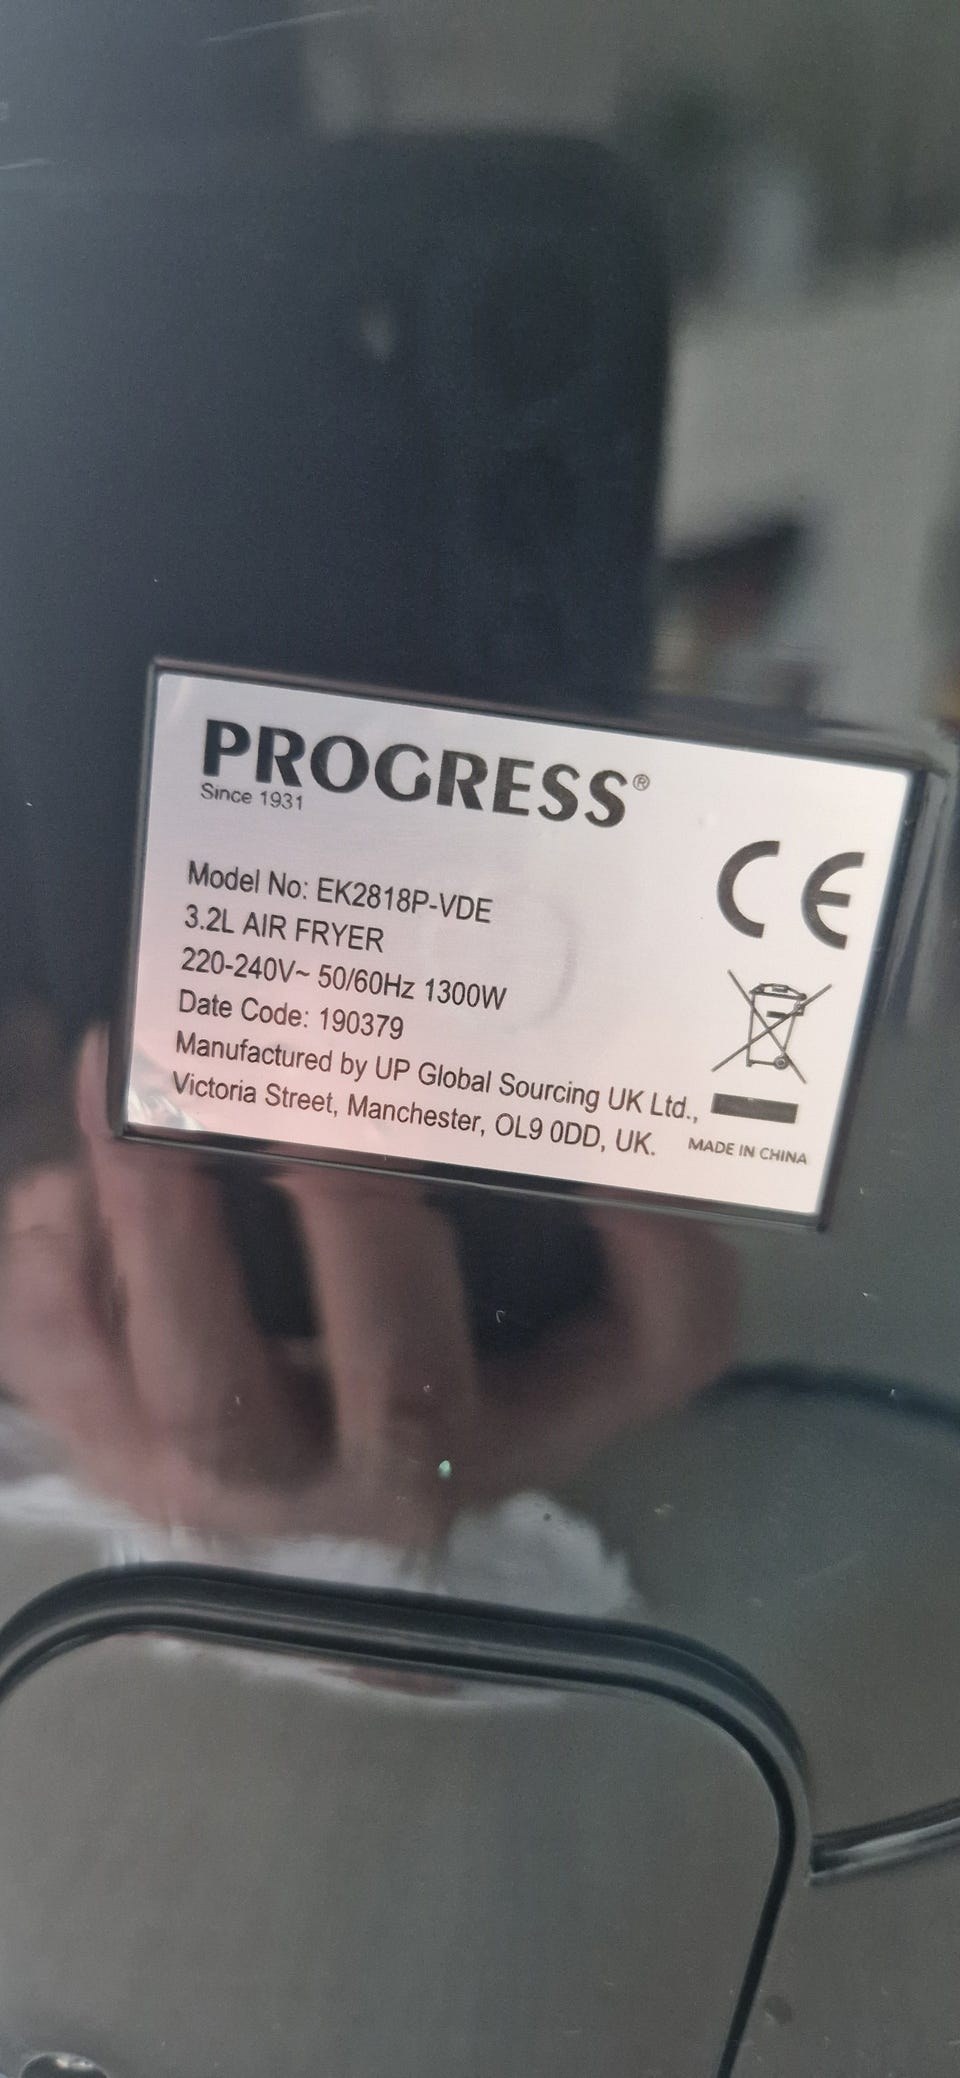 PROGRESS®
Since 1931
Model No: EK2818P-VDE
3.2L AIR FRYER
220-240V~ 50/60Hz 1300W
Date Code: 190379
Manufactured by UP Global Sourcing UK Ltd.,
Victoria Street, Manchester, OL9 0DD, UK.
CE
MADE IN CHINA